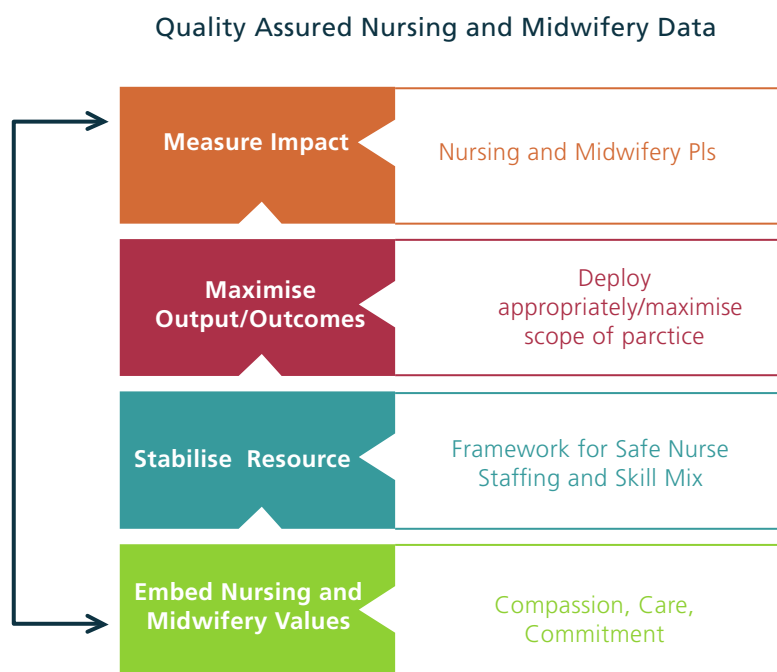 Quality Assured Nursing and Midwifery Data
Measure Impact
Nursing and Midwifery PIs
Maximise
Output/Outcomes
Deploy
appropriately/maximise
scope of parctice
Stabilise  Resource
Framework for Safe Nurse
Staffing and Skill Mix
Embed Nursing and
Midwifery Values
Compassion, Care,
Commitment